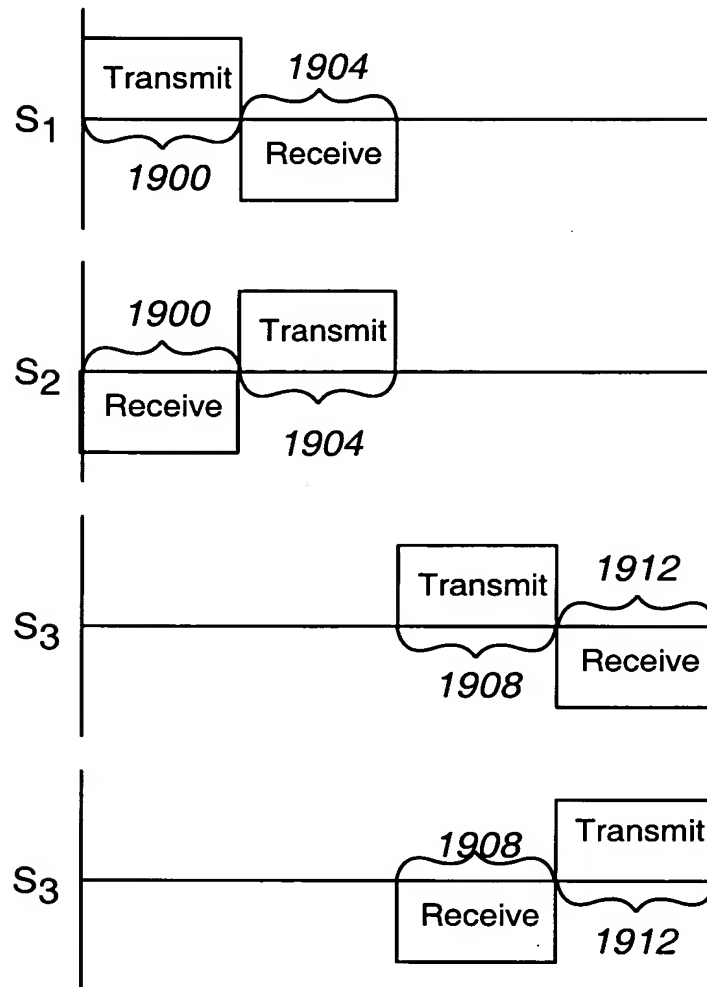 1904
Transmit
S1
Receive
1900
1900
Transmit
S2
Receive
1904
1912
Transmit
S3
Receive
1908
1908
Transmit
S3
Receive
1912